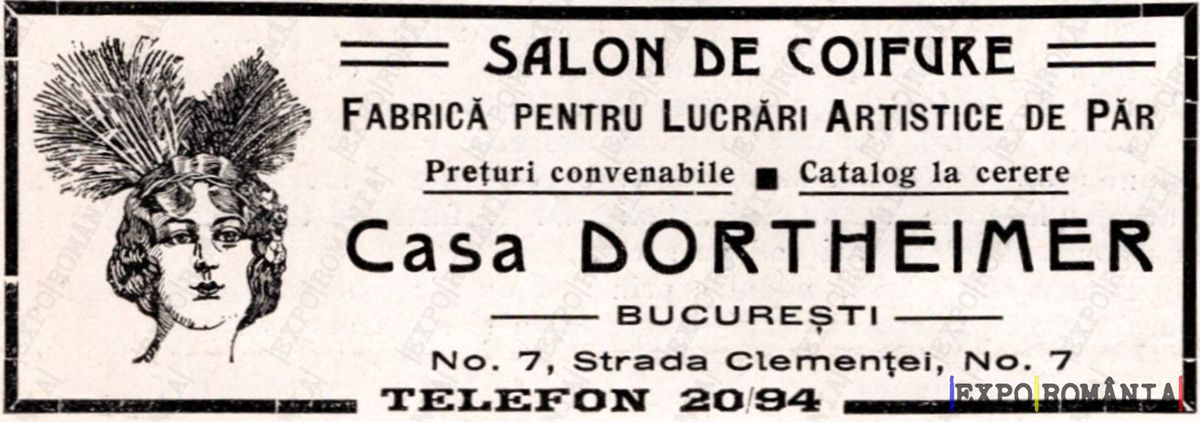 SALON DE COIFURE
FABRICĂ PENTRU LUCRĂRI ARTISTICE DE PĂR
Prețuri convenabile ■ Catalog la cerere
Casa DORTHEIMER
BUCUREȘTI
No. 7, Strada Clemenței, No. 7
TELEFON 20/94
|EXPO|ROMÂNIA|